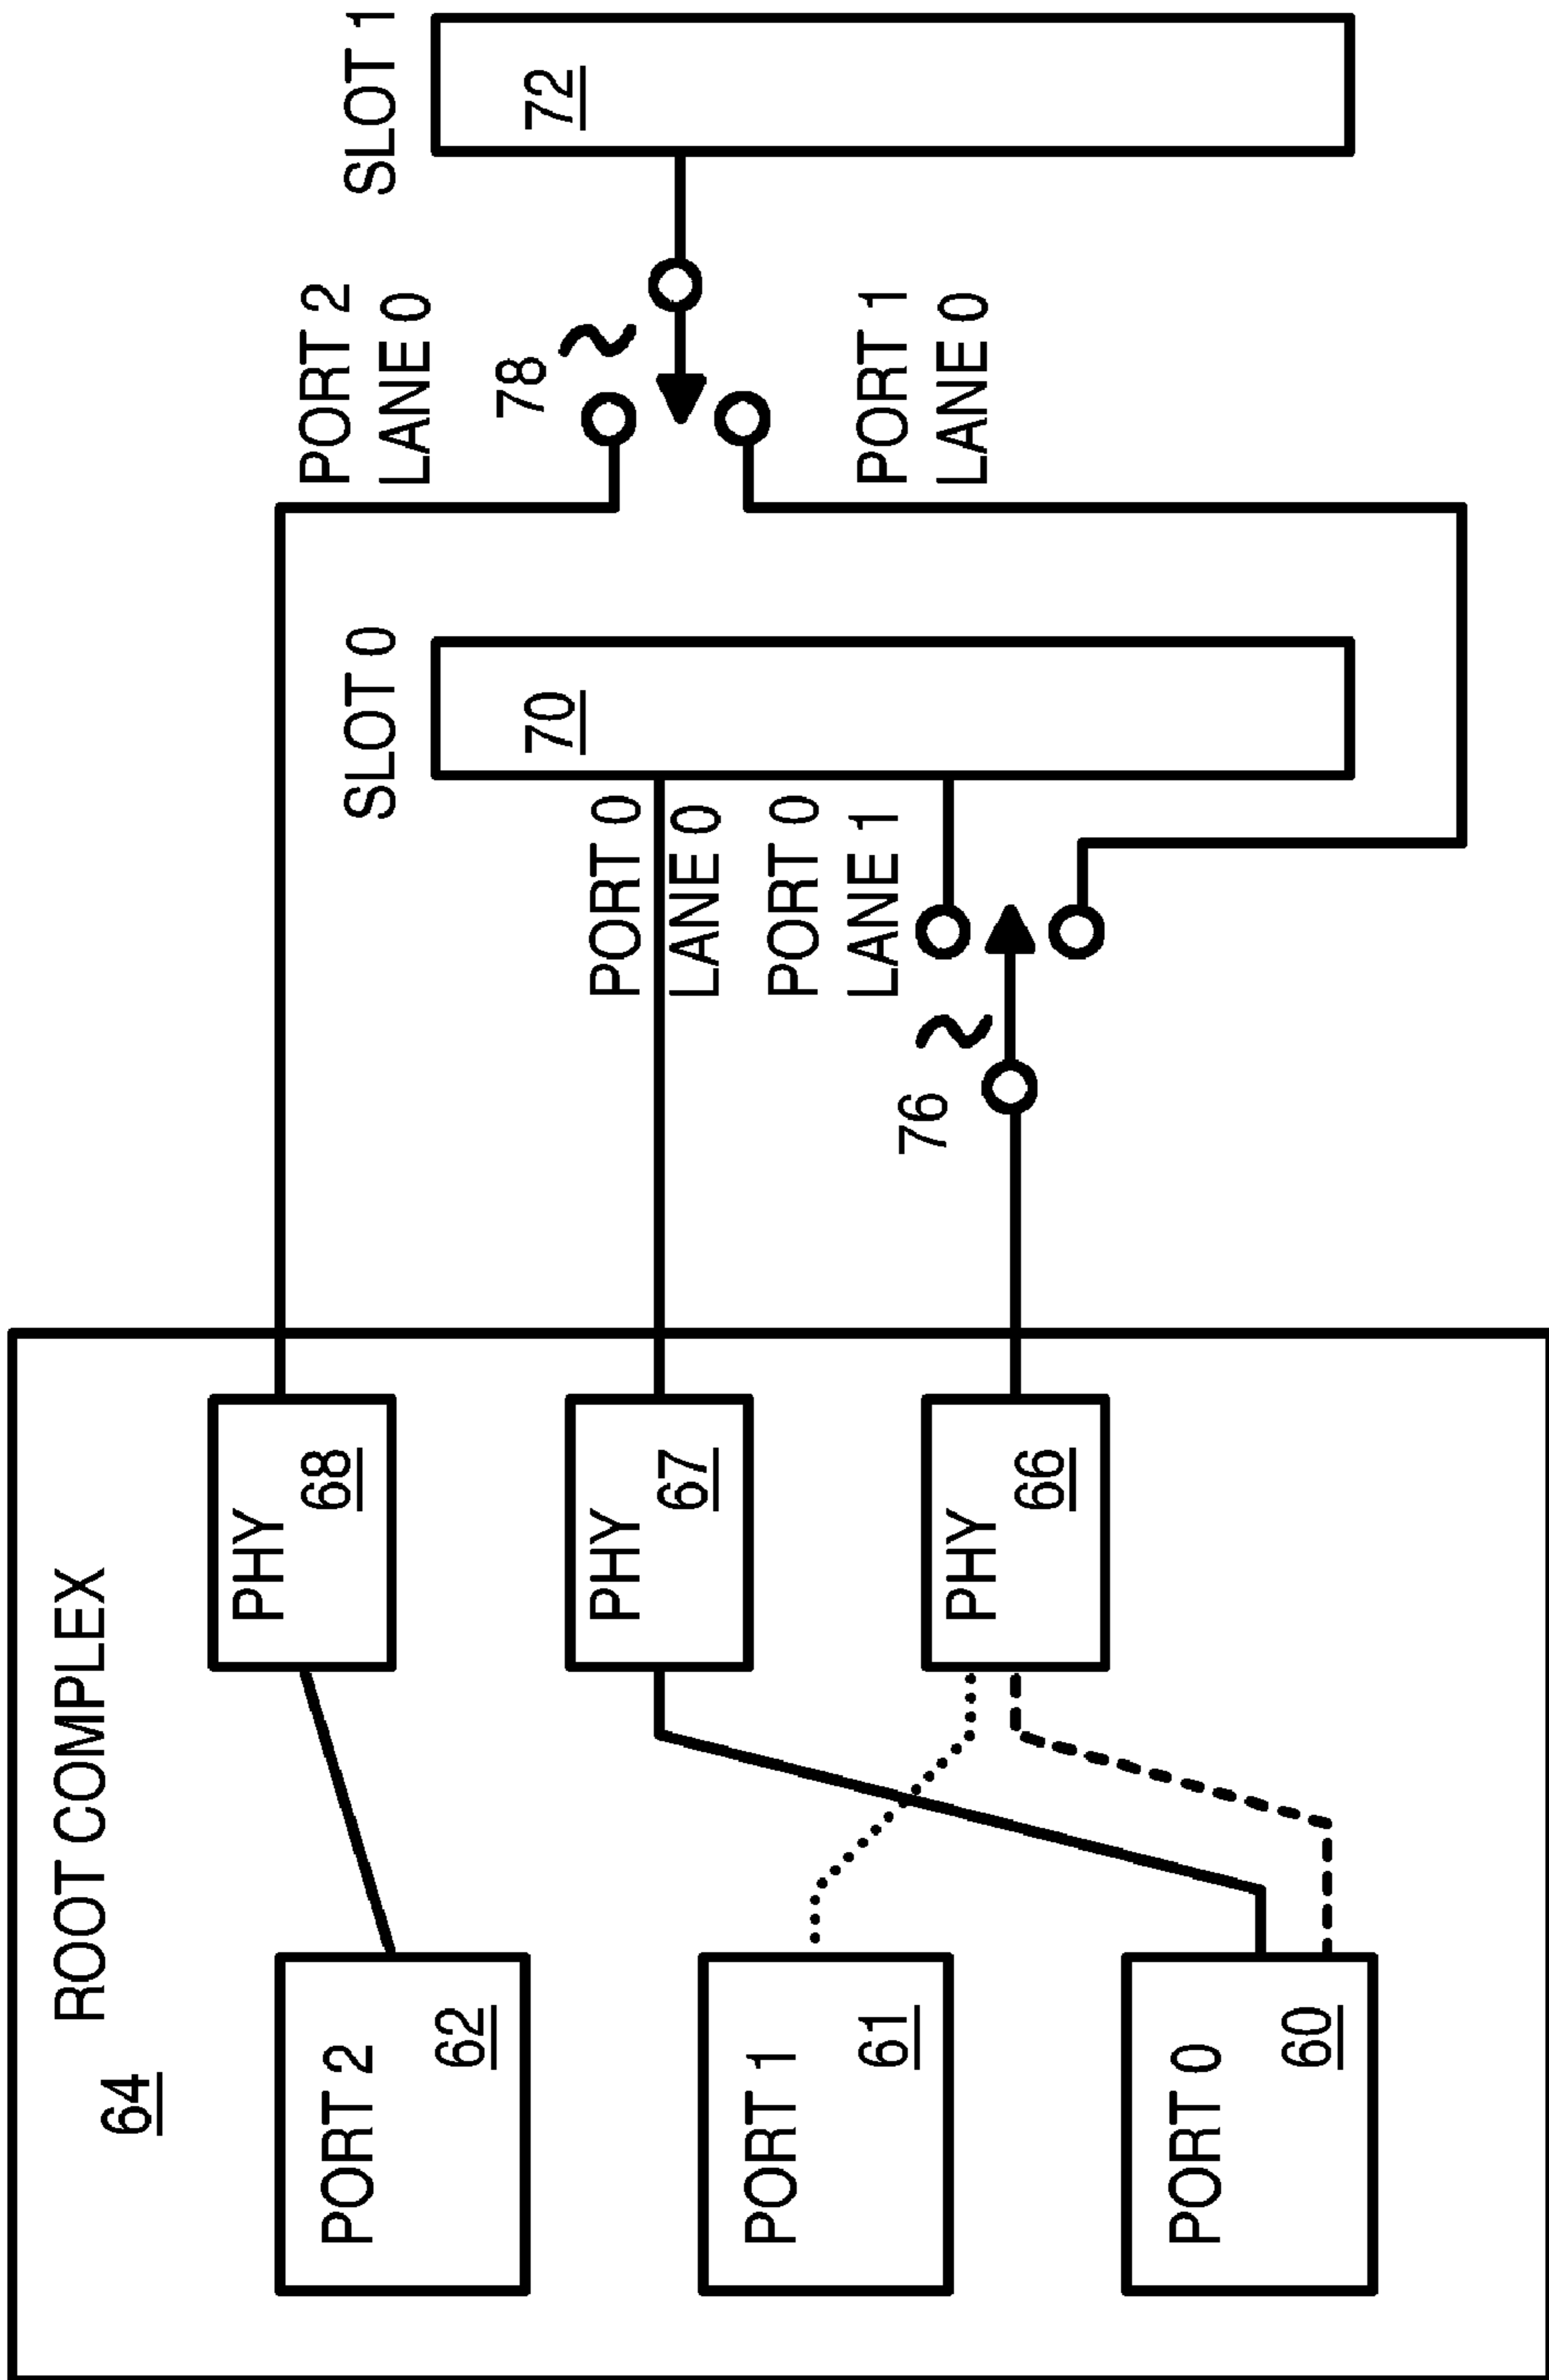 ROOT COMPLEX
64
PORT 2
62
PHY
68
PORT 1
61
PHY
67
PORT 0
60
PHY
66
SLOT 0
70
PORT 0
LANE 0
PORT 0
LANE 1
76
PORT 2
LANE 0
78
PORT 1
LANE 0
SLOT 1
72